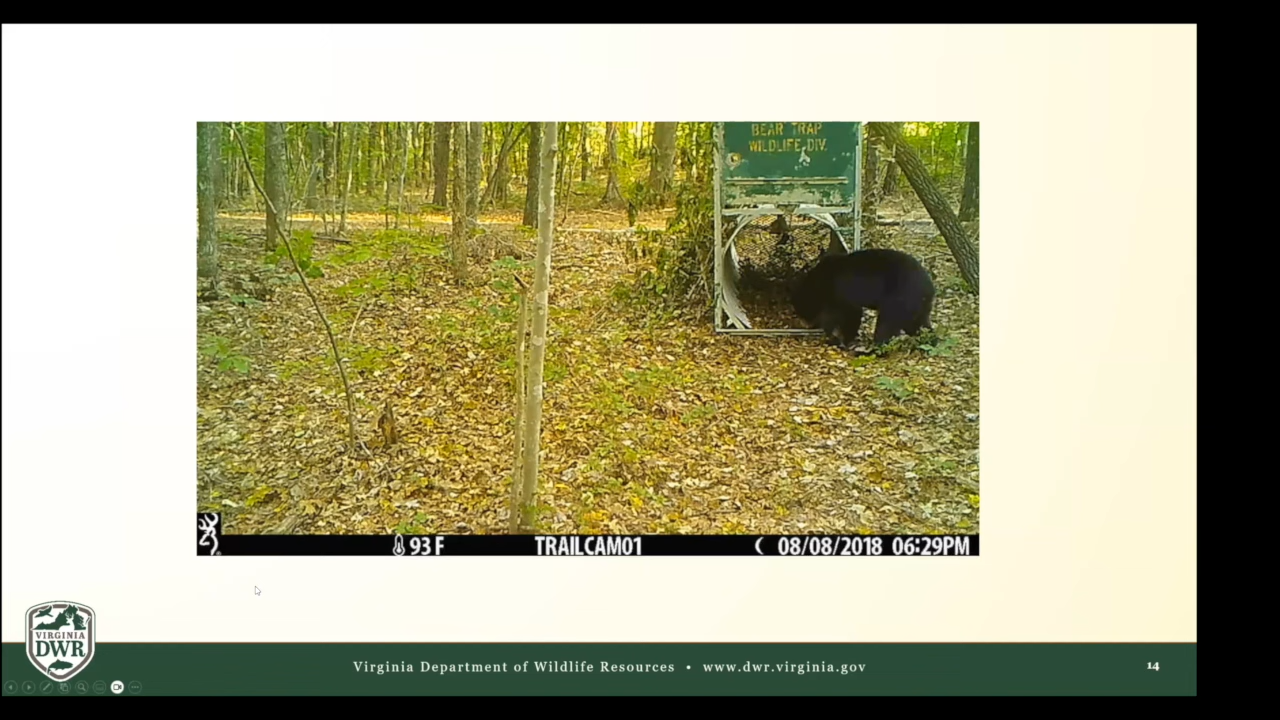 BEAR TRAP
WILDLIFE DIV.
93 F TRAILCAM01 08/08/2018 06:29PM
VIRGINIA
DWR
Virginia Department of Wildlife Resources • www.dwr.virginia.gov 14